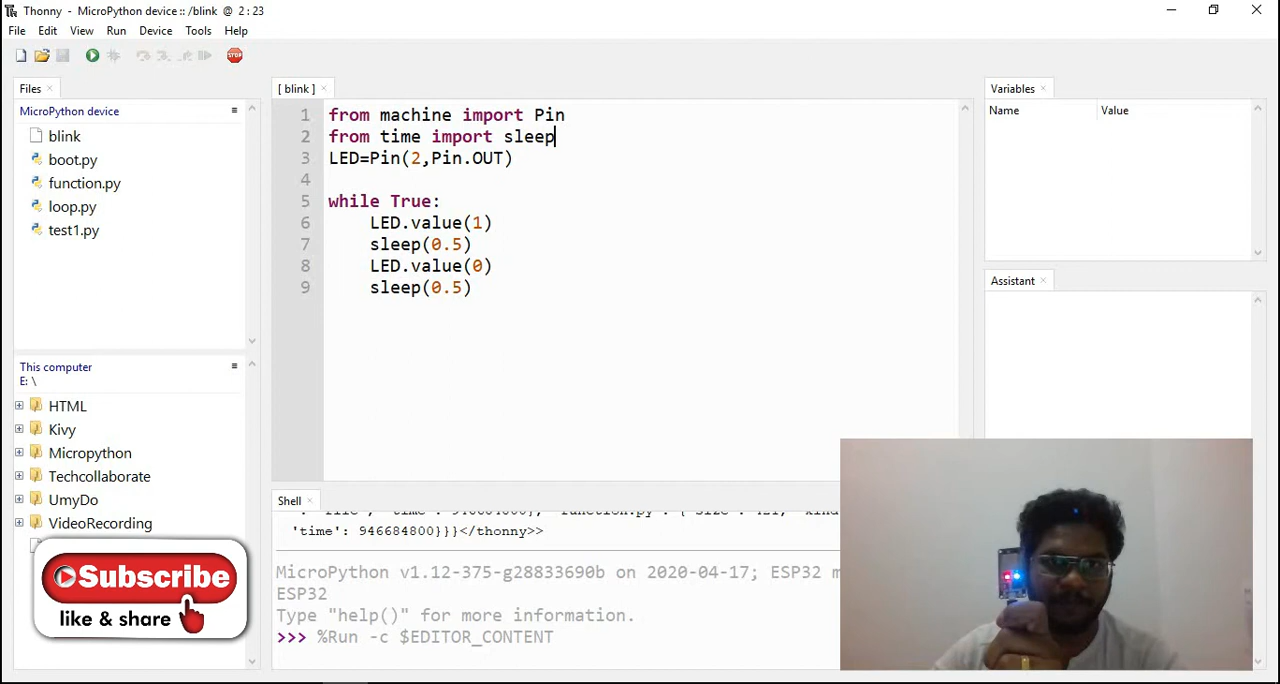 Thonny - MicroPython device :: /blink @ 2 : 23
File Edit View Run Device Tools Help
STOP
Files
MicroPython device
blink
boot.py
function.py
loop.py
test1.py
This computer
E: \
HTML
Kivy
Micropython
Techcollaborate
UmyDo
VideoRecording
Subscribe
like & share
[ blink ]
1 from machine import Pin
2 from time import sleep
3 LED=Pin(2,Pin.OUT)
4
5 while True:
6 LED.value(1)
7 sleep(0.5)
8 LED.value(0)
9 sleep(0.5)
Shell
'time': 946684800}}}</thonny>>
MicroPython v1.12-375-g28833690b on 2020-04-17; ESP32 m
ESP32
Type "help()" for more information.
>>> %Run -c $EDITOR_CONTENT
Variables
Name Value
Assistant